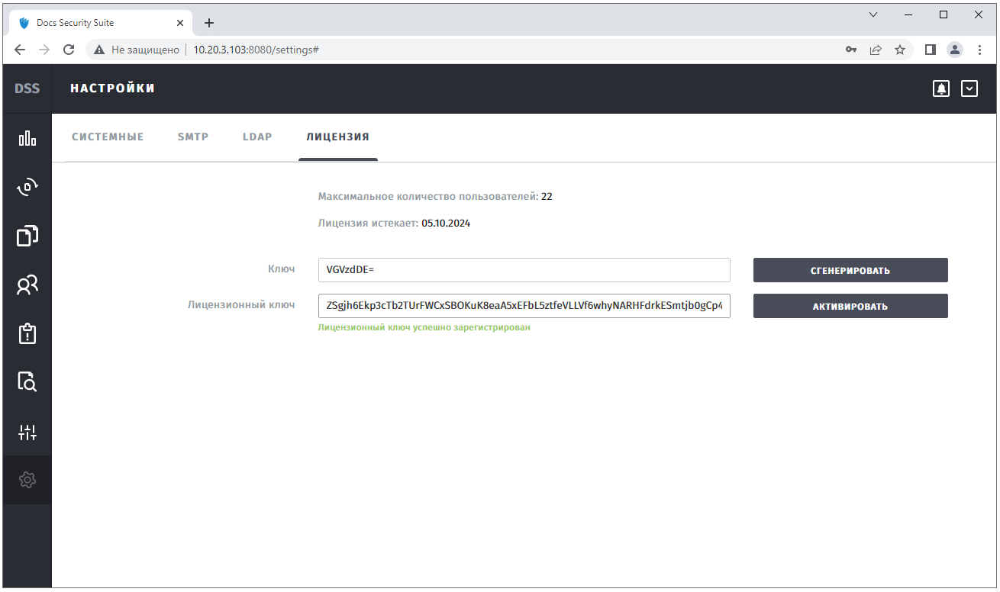 Docs Security Suite
Не защищено 10.20.3.103:8080/settings#
DSS НАСТРОЙКИ
СИСТЕМНЫЕ SMTP LDAP ЛИЦЕНЗИЯ
Максимальное количество пользователей: 22
Лицензия истекает: 05.10.2024
Ключ VGVzdDE= СГЕНЕРИРОВАТЬ
Лицензионный ключ ZSgjh6Ekp3cTb2TUrFWCxSBOKuK8eaA5xEFbL5ztfeVLLVf6whyNARHFdrkESmtjb0gCp4 АКТИВИРОВАТЬ
Лицензионный ключ успешно зарегистрирован